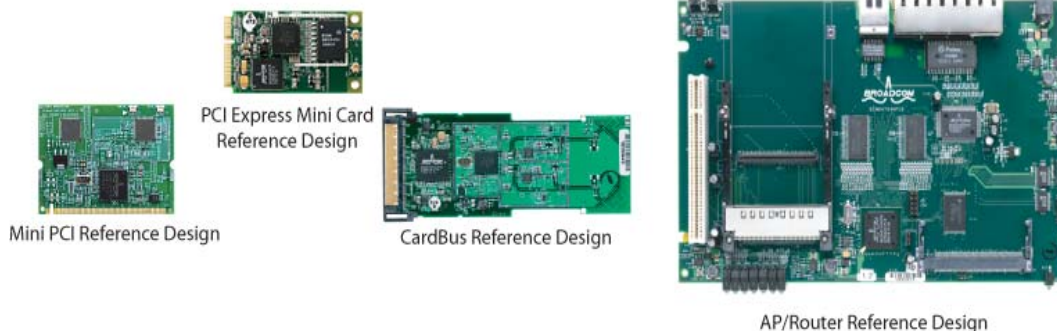 PCI Express Mini Card
Reference Design
Mini PCI Reference Design
CardBus Reference Design
BROADCOM
AP/Router Reference Design